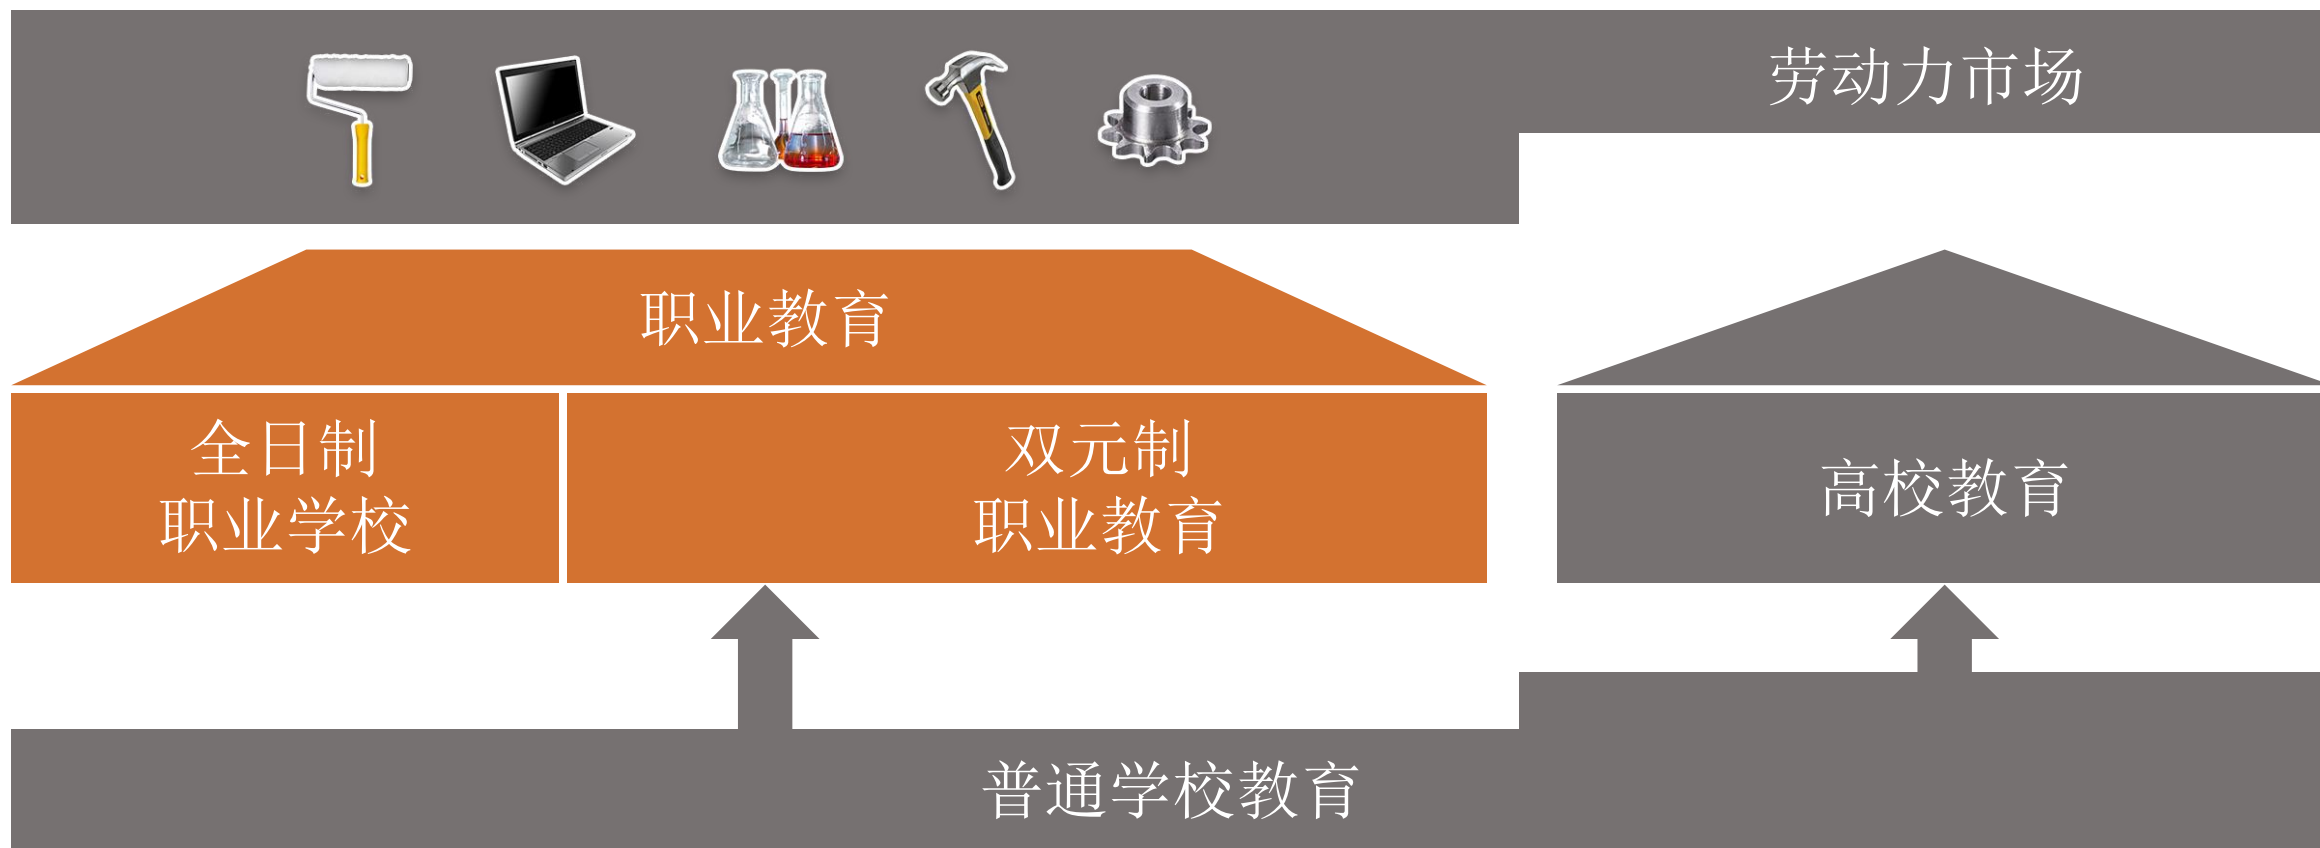 劳动力市场
职业教育
全日制
职业学校
双元制
职业教育
高校教育
普通学校教育